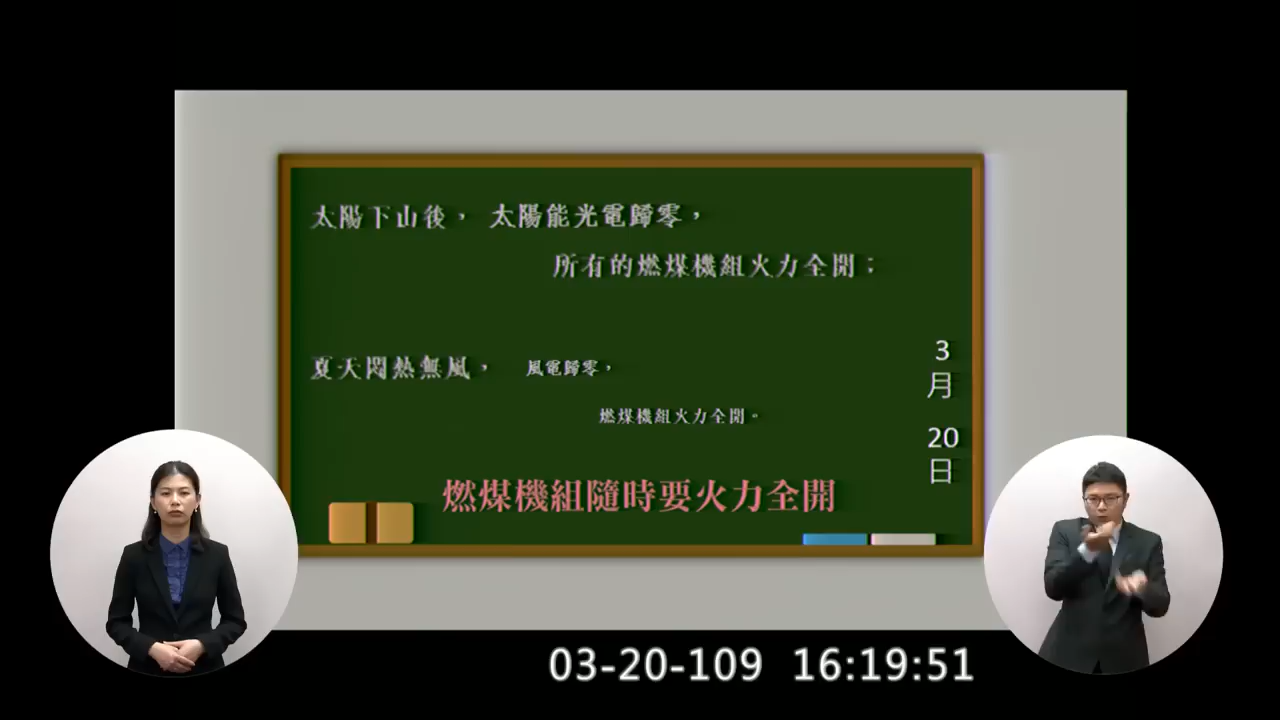 太陽下山後，太陽能光電歸零，
所有的燃煤機組火力全開；
夏天悶熱無風，風電歸零，
燃煤機組火力全開。
燃煤機組隨時要火力全開
3
月
20
日
03-20-109 16:19:51